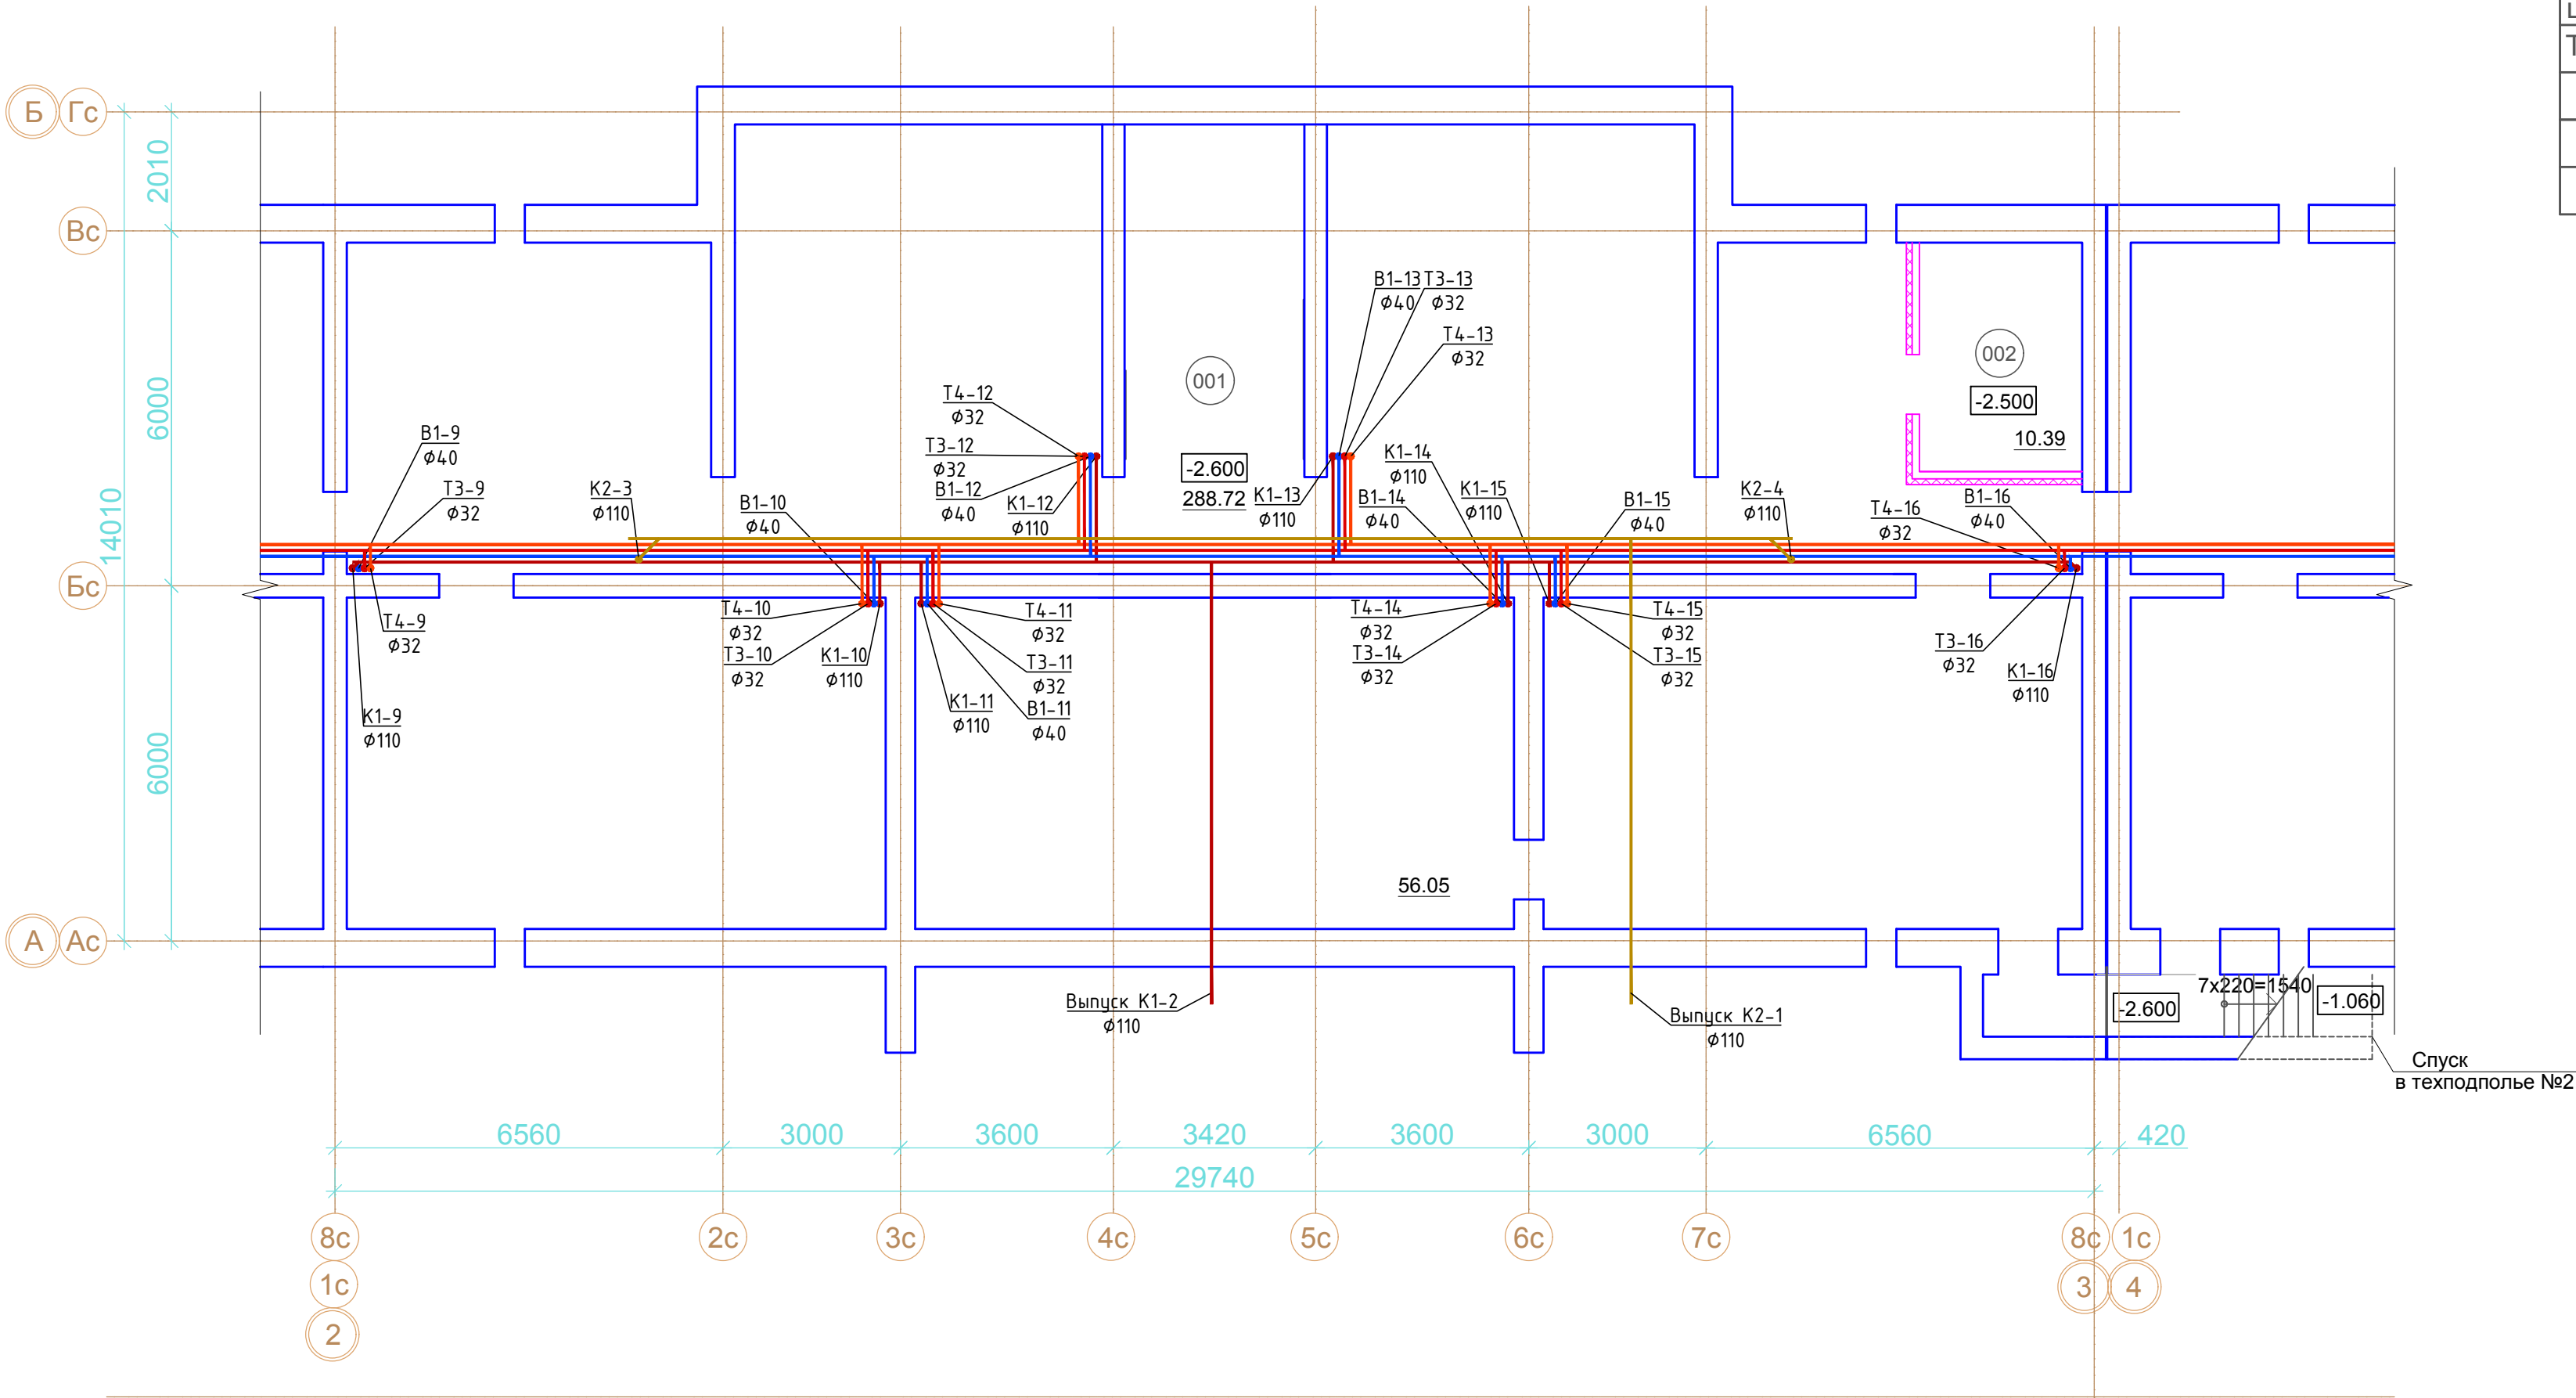 Б Гс
Вс
Бс
А Ас
2010
6000
6000
14010
В1-13 Т3-13
Ф40 Ф32
Т4-13
Ф32
001
002
-2.500
10.39
Т4-12
Ф32
Т3-12
Ф32
В1-12
Ф40
К1-12
Ф110
-2.600
288.72
К1-13
Ф110
К1-14
Ф110
В1-14
Ф40
К1-15
Ф110
В1-15
Ф40
К2-4
Ф110
Т4-16
Ф32
В1-16
Ф40
В1-9
Ф40
Т3-9
Ф32
К2-3
Ф110
В1-10
Ф40
Т4-9
Ф32
К1-9
Ф110
Т4-10
Ф32
Т3-10
Ф32
К1-10
Ф110
Т4-11
Ф32
Т3-11
Ф32
К1-11
Ф110
В1-11
Ф40
Т4-14
Ф32
Т3-14
Ф32
Т4-15
Ф32
Т3-15
Ф32
Т3-16
Ф32
К1-16
Ф110
56.05
Выпуск К1-2
Ф110
Выпуск К2-1
Ф110
7х220=1540
-2.600
-1.060
Спуск
в техподполье №2
6560 3000 3600 3420 3600 3000 6560 420
29740
8с 2с 3с 4с 5с 6с 7с 8с 1с
1с
3 4
2